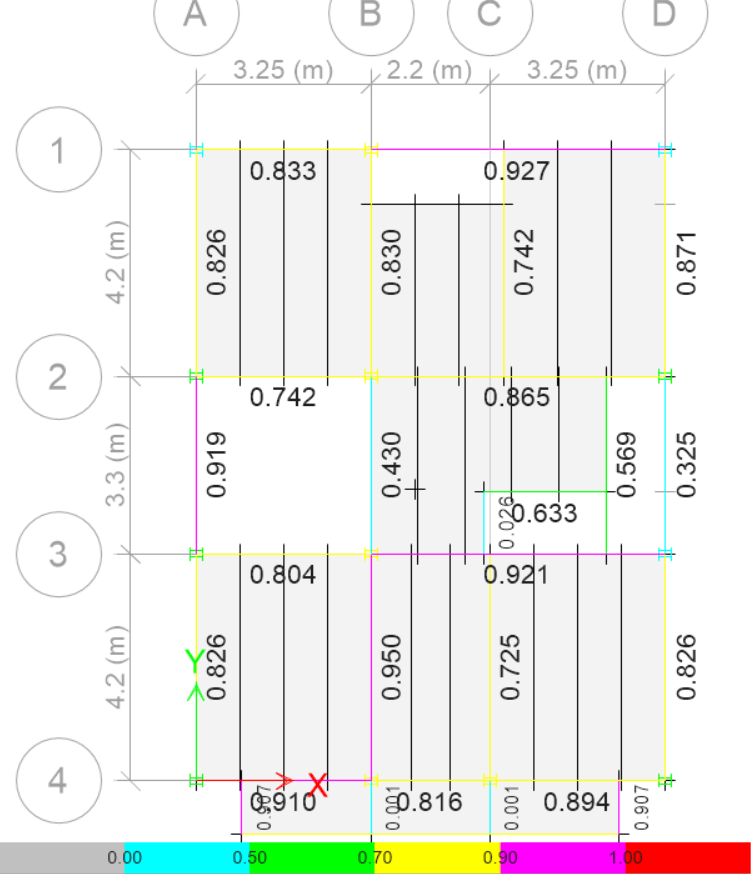 A B C D
3.25 (m) 2.2 (m) 3.25 (m)
1
0.833 0.927
4.2 (m) 0.826 0.830 0.742 0.871
2
0.742 0.865
3.3 (m) 0.919 0.430 0.569 0.325
0.026 0.633
3
0.804 0.921
4.2 (m) 0.826 0.950 0.725 0.826
Y
4
X
0.907 0.910 0.001 0.816 0.001 0.894 0.907
0.00 0.50 0.70 0.90 1.00